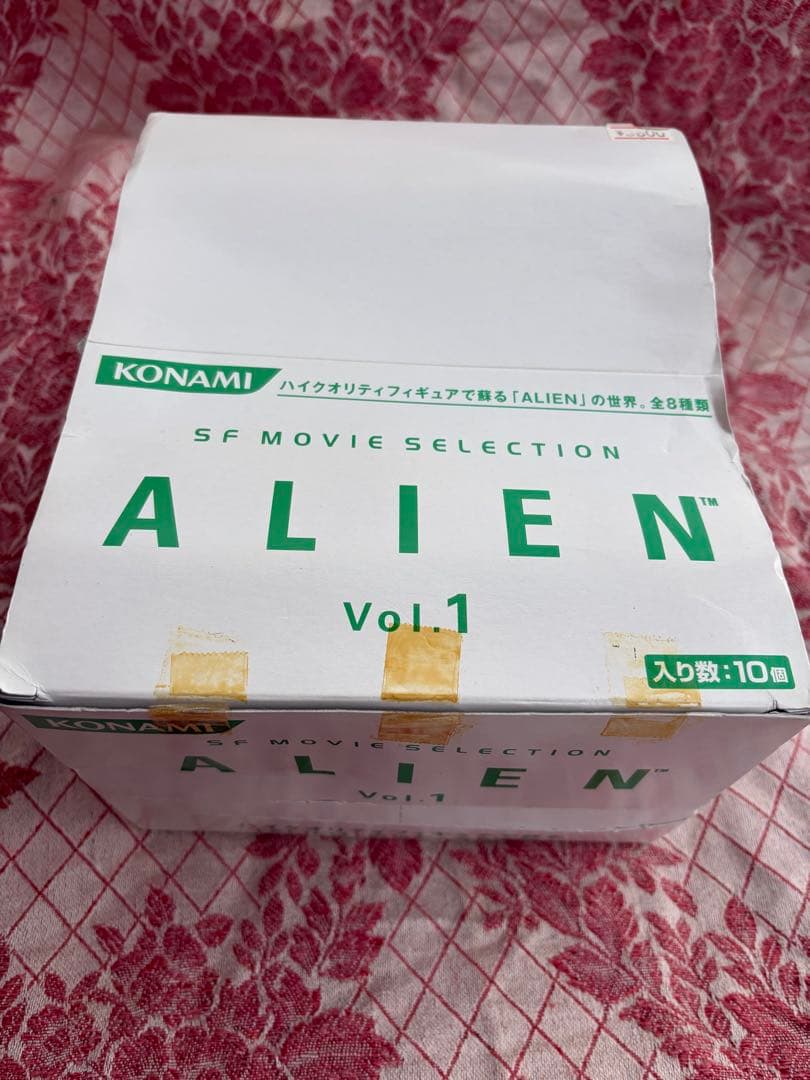 KONAMI
ハイクオリティフィギュアで蘇る「ALIEN」の世界。全8種類
SF MOVIE SELECTION
ALIEN™
Vol.1
入り数:10個
KONAMI
SF MOVIE SELECTION
ALIEN™
Vol.1